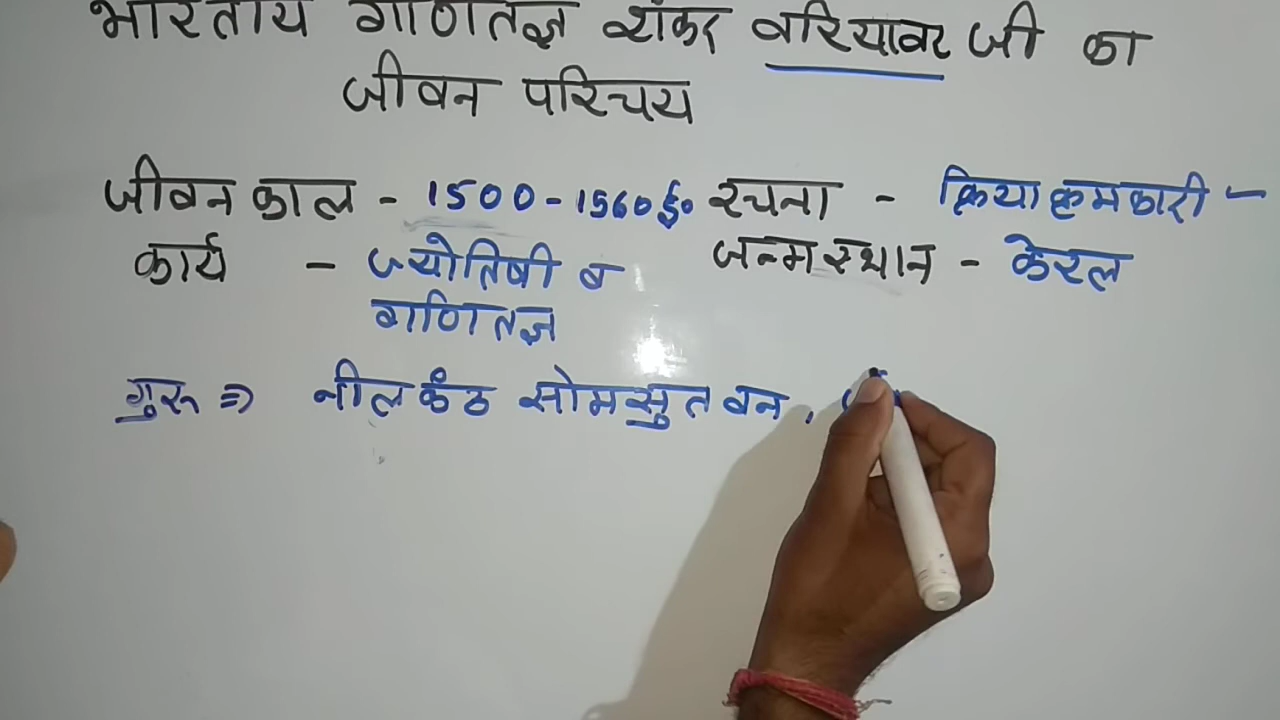 भारतीय गणितज्ञ शंकर वरियावर जी का
जीवन परिचय
जीवन काल - 1500-1560ई० रचना - क्रियाक्रमकारी -
कार्य - ज्योतिषी व जन्मस्थान - केरल
गणितज्ञ
गुरु ⇒ नीलकंठ सोमसुतवन,